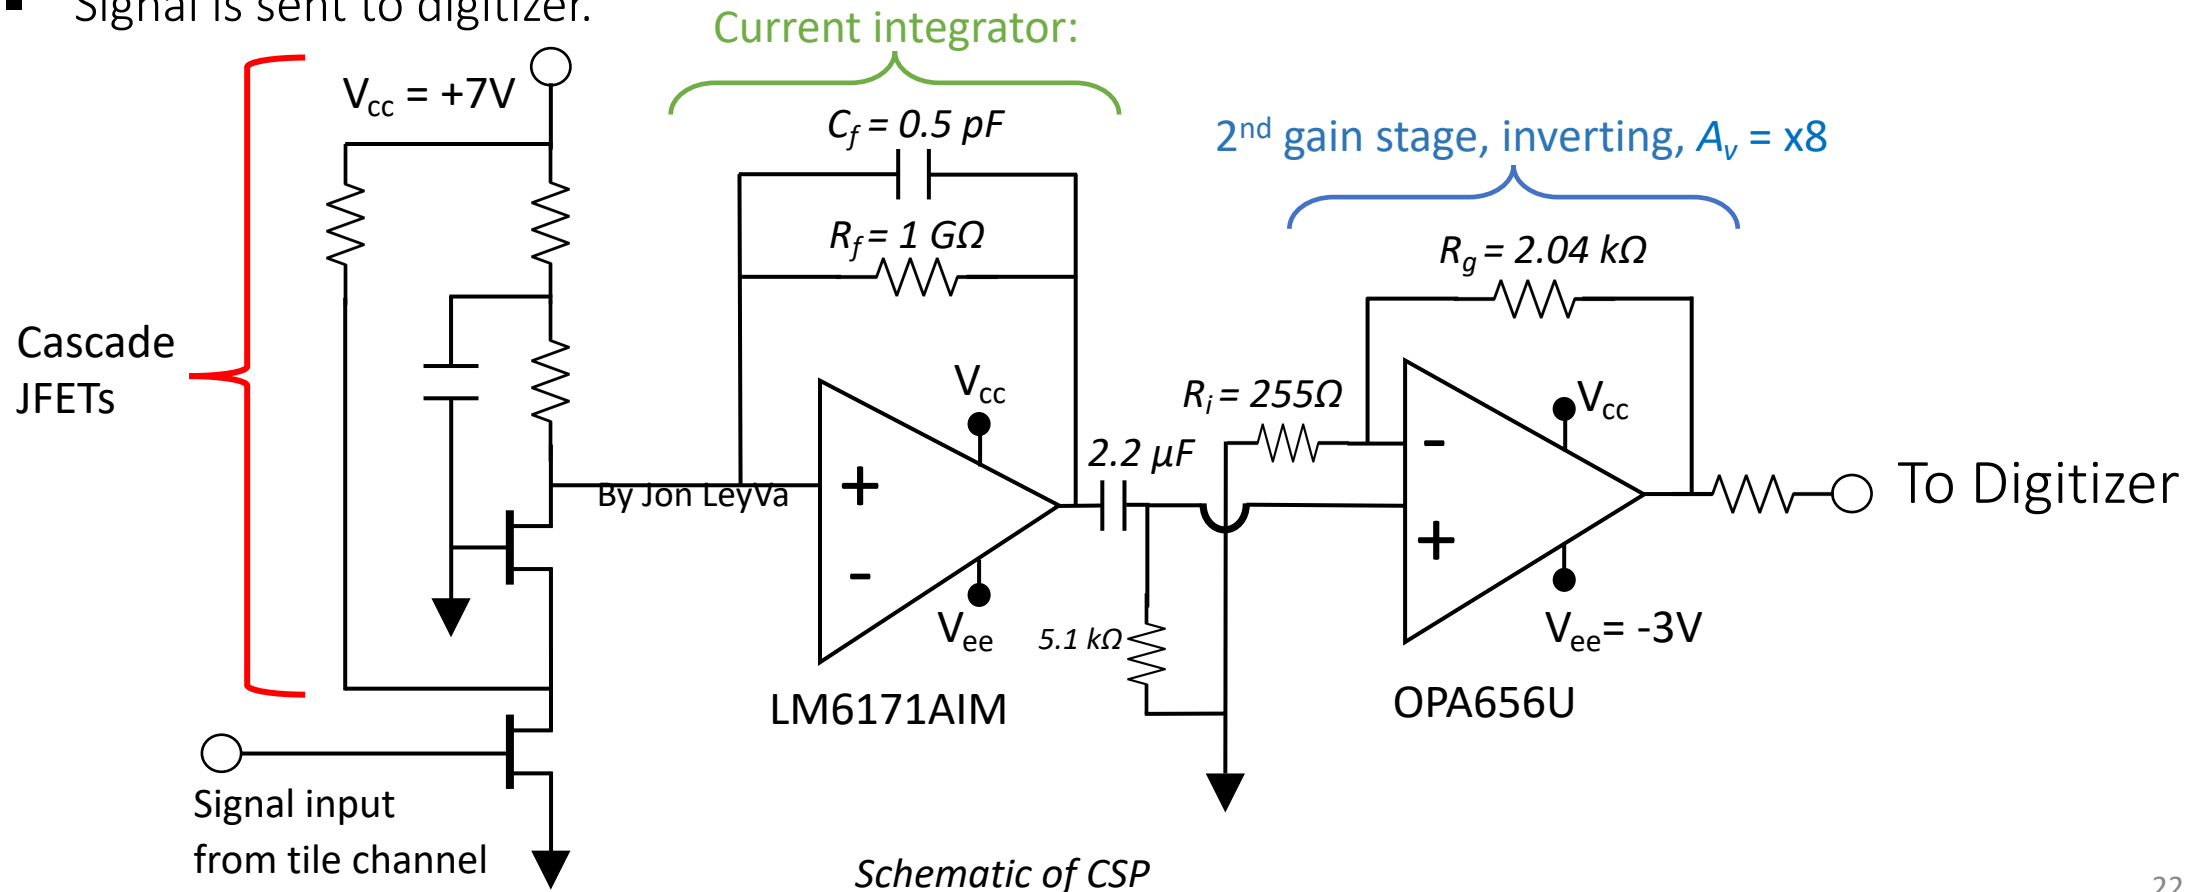 ▪ Signal is sent to digitizer.
Current integrator:
Vcc = +7V
Cf = 0.5 pF
2nd gain stage, inverting, Av = x8
Rf = 1 GΩ
Rg = 2.04 kΩ
Cascade
JFETs
Vcc
Ri = 255Ω
Vcc
2.2 µF
-
+
By Jon LeyVa
To Digitizer
+
-
Vee
5.1 kΩ
Vee = -3V
LM6171AIM
OPA656U
Signal input
from tile channel
Schematic of CSP
22